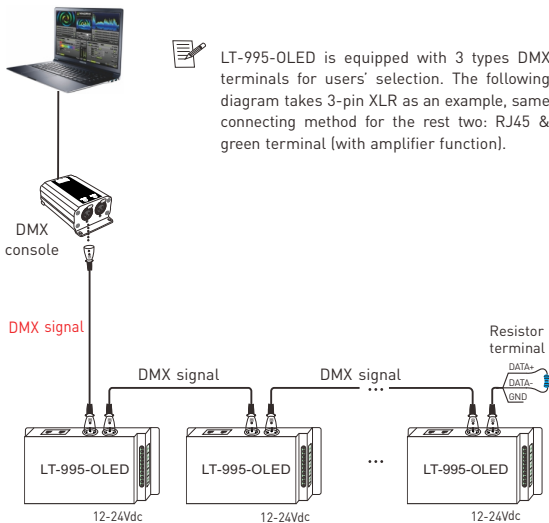 LT-995-OLED is equipped with 3 types DMX
terminals for users' selection. The following
diagram takes 3-pin XLR as an example, same
connecting method for the rest two: RJ45 &
green terminal (with amplifier function).
DMX
console
DMX signal
Resistor
terminal
DMX signal
DMX signal
...
DATA+
DATA-
GND
LT-995-OLED
LT-995-OLED
...
LT-995-OLED
12-24Vdc
12-24Vdc
12-24Vdc